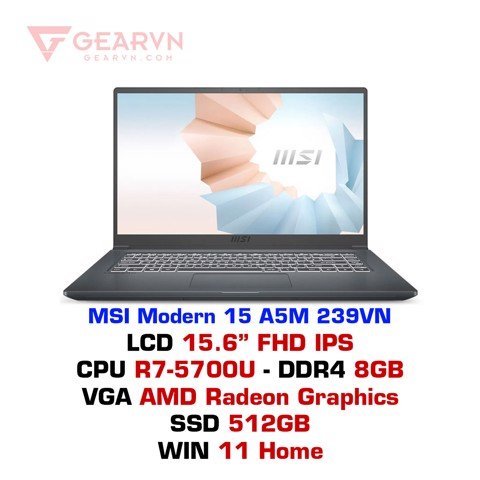 GEARVN
GEARVN.COM
msi
msi
MSI Modern 15 A5M 239VN
LCD 15.6” FHD IPS
CPU R7-5700U - DDR4 8GB
VGA AMD Radeon Graphics
SSD 512GB
WIN 11 Home